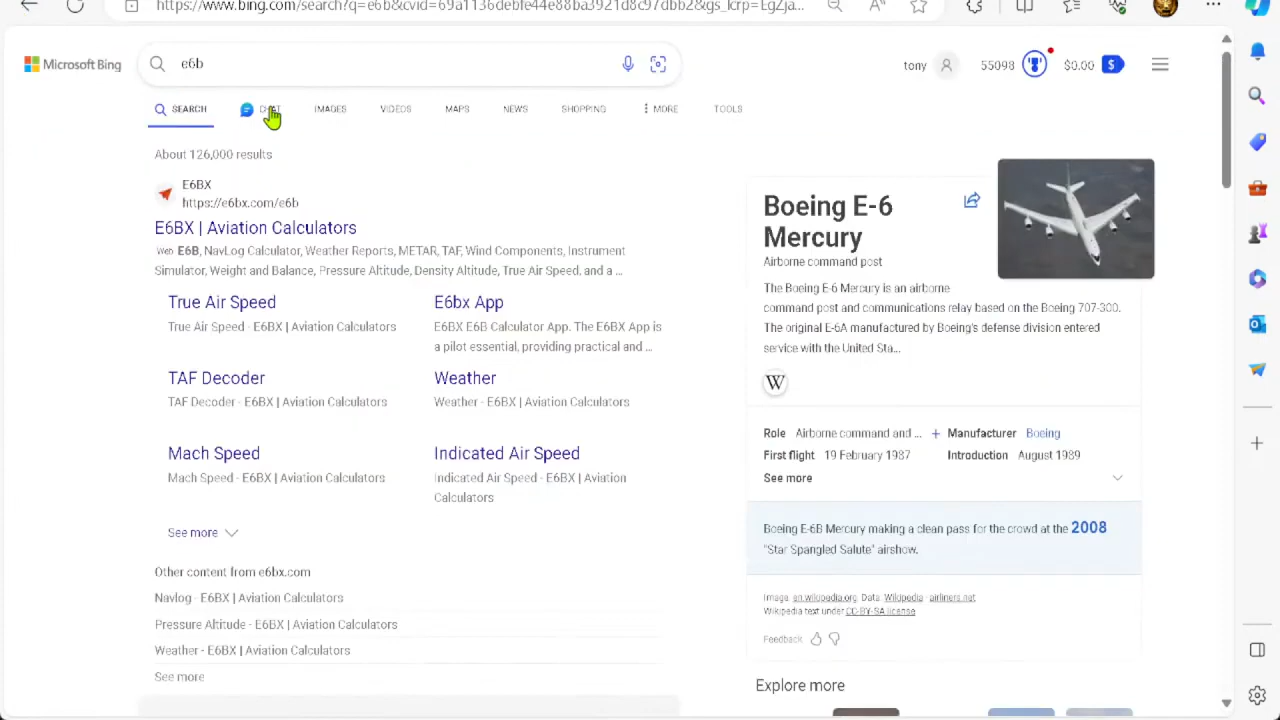 https://www.bing.com/search?q=e6b&cvid=69a1136debfe44e88ba3921d8c97dbb2&gs_lcrp=EgZja...
Microsoft Bing
e6b
tony
55098
$0.00
SEARCH
CHAT
IMAGES
VIDEOS
MAPS
NEWS
SHOPPING
MORE
TOOLS
About 126,000 results
E6BX
https://e6bx.com/e6b
E6BX | Aviation Calculators
Web E6B, NavLog Calculator, Weather Reports, METAR, TAF, Wind Components, Instrument
Simulator, Weight and Balance, Pressure Altitude, Density Altitude, True Air Speed, and a ...
True Air Speed
True Air Speed · E6BX | Aviation Calculators
E6bx App
E6BX E6B Calculator App. The E6BX App is
a pilot essential, providing practical and ...
TAF Decoder
TAF Decoder · E6BX | Aviation Calculators
Weather
Weather - E6BX | Aviation Calculators
Mach Speed
Mach Speed - E6BX | Aviation Calculators
Indicated Air Speed
Indicated Air Speed · E6BX | Aviation
Calculators
See more
Other content from e6bx.com
Navlog - E6BX | Aviation Calculators
Pressure Altitude - E6BX | Aviation Calculators
Weather - E6BX | Aviation Calculators
See more
Boeing E-6
Mercury
Airborne command post
The Boeing E-6 Mercury is an airborne
command post and communications relay based on the Boeing 707-300.
The original E-6A manufactured by Boeing's defense division entered
service with the United Sta...
W
Role Airborne command and ... + Manufacturer Boeing
First flight 19 February 1987 Introduction August 1989
See more
Boeing E-6B Mercury making a clean pass for the crowd at the 2008
"Star Spangled Salute" airshow.
Image: en.wikipedia.org · Data: Wikipedia · airliners.net
Wikipedia text under CC-BY-SA license
Feedback
Explore more